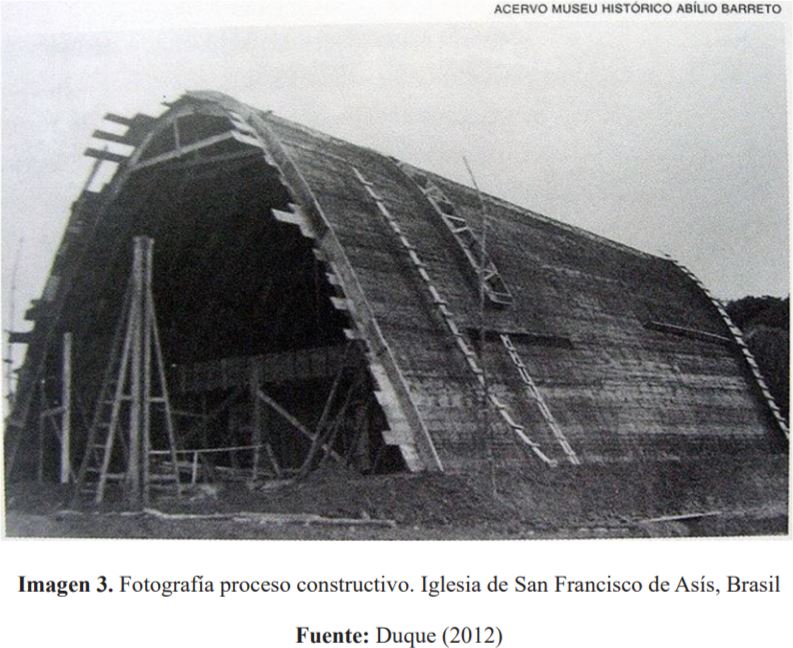 ACERVO MUSEU HISTÓRICO ABÍLIO BARRETO
Imagen 3. Fotografía proceso constructivo. Iglesia de San Francisco de Asís, Brasil
Fuente: Duque (2012)